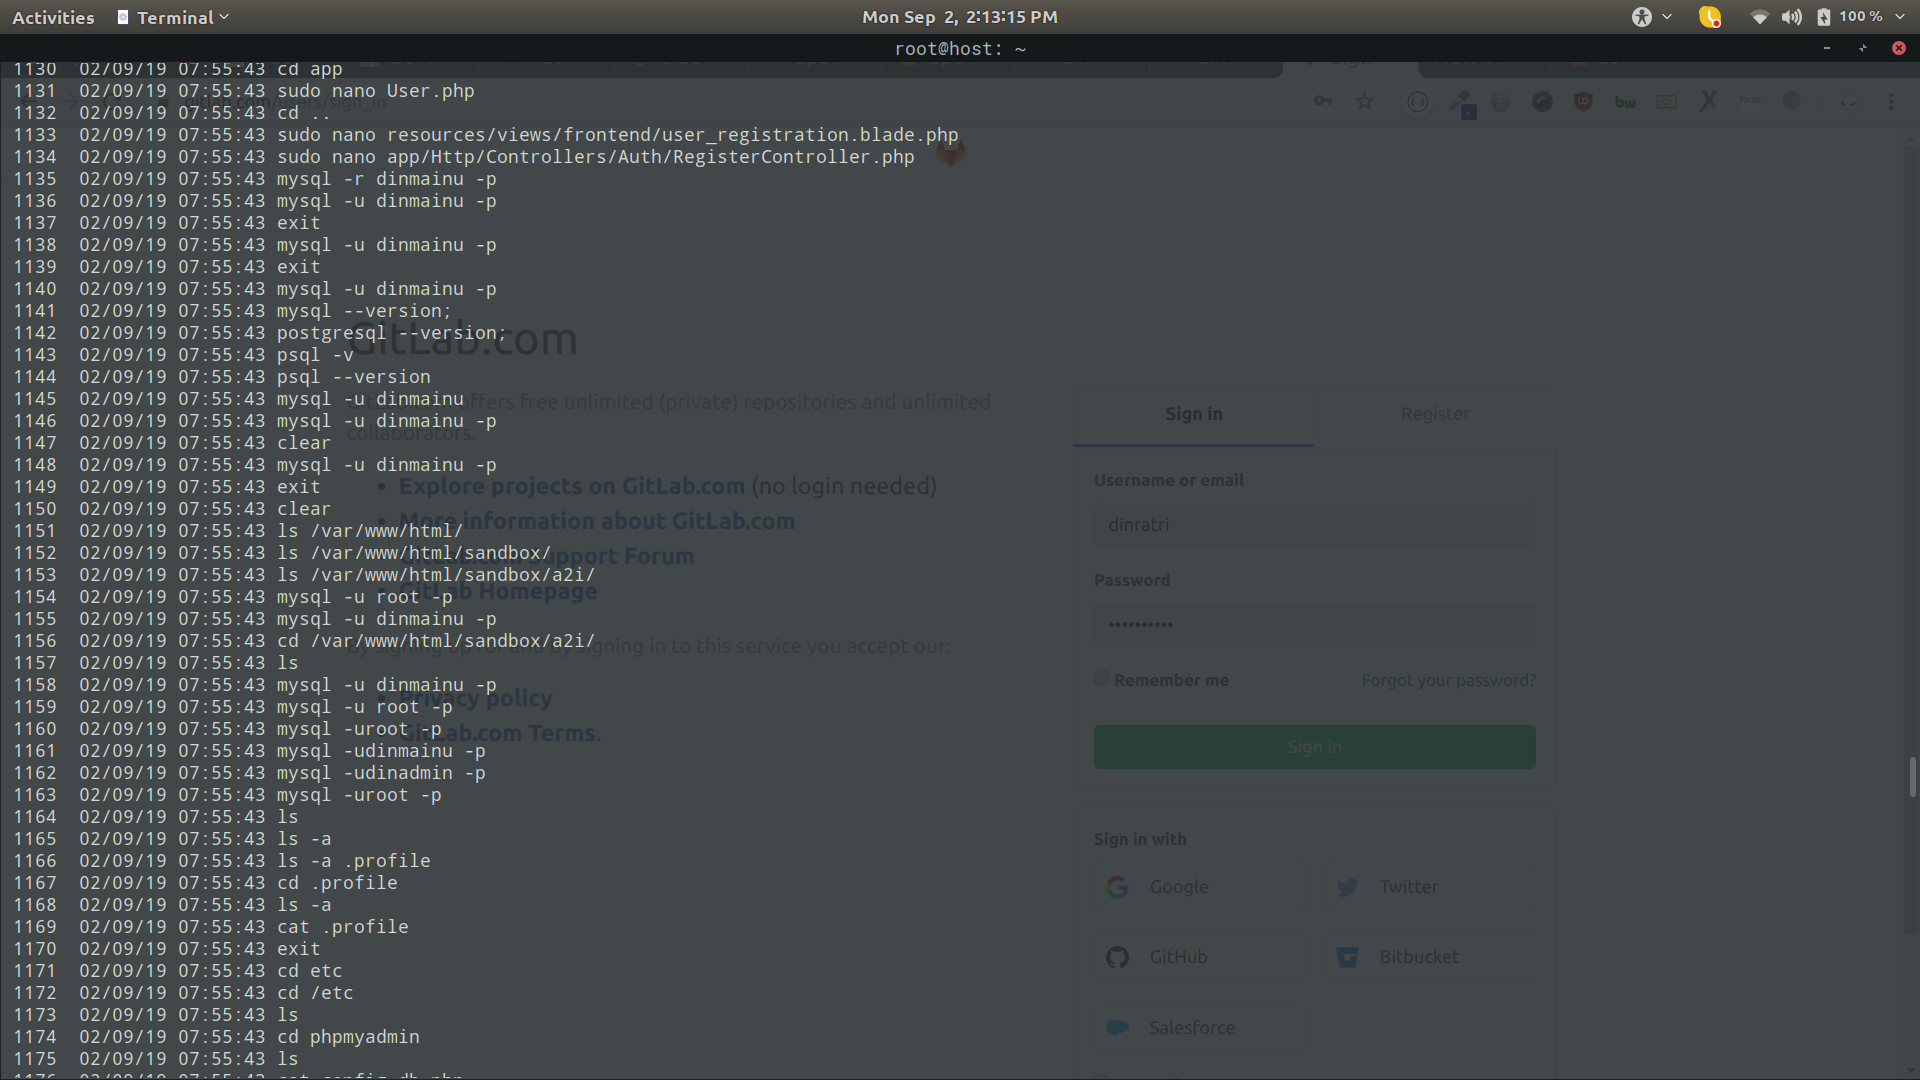 Activities Terminal Mon Sep 2, 2:13:15 PM 100 %
root@host: ~
1130 02/09/19 07:55:43 cd app
1131 02/09/19 07:55:43 sudo nano User.php
gitlab.com/users/sign_in
1132 02/09/19 07:55:43 cd ..
1133 02/09/19 07:55:43 sudo nano resources/views/frontend/user_registration.blade.php
1134 02/09/19 07:55:43 sudo nano app/Http/Controllers/Auth/RegisterController.php
1135 02/09/19 07:55:43 mysql -r dinmainu -p
1136 02/09/19 07:55:43 mysql -u dinmainu -p
1137 02/09/19 07:55:43 exit
1138 02/09/19 07:55:43 mysql -u dinmainu -p
1139 02/09/19 07:55:43 exit
1140 02/09/19 07:55:43 mysql -u dinmainu -p
1141 02/09/19 07:55:43 mysql --version;
1142 02/09/19 07:55:43 postgresql --version;
1143 02/09/19 07:55:43 psql -v
1144 02/09/19 07:55:43 psql --version
1145 02/09/19 07:55:43 mysql -u dinmainu
1146 02/09/19 07:55:43 mysql -u dinmainu -p
1147 02/09/19 07:55:43 clear
1148 02/09/19 07:55:43 mysql -u dinmainu -p
1149 02/09/19 07:55:43 exit
1150 02/09/19 07:55:43 clear
1151 02/09/19 07:55:43 ls /var/www/html/
1152 02/09/19 07:55:43 ls /var/www/html/sandbox/
1153 02/09/19 07:55:43 ls /var/www/html/sandbox/a2i/
1154 02/09/19 07:55:43 mysql -u root -p
1155 02/09/19 07:55:43 mysql -u dinmainu -p
1156 02/09/19 07:55:43 cd /var/www/html/sandbox/a2i/
1157 02/09/19 07:55:43 ls
1158 02/09/19 07:55:43 mysql -u dinmainu -p
1159 02/09/19 07:55:43 mysql -u root -p
1160 02/09/19 07:55:43 mysql -uroot -p
1161 02/09/19 07:55:43 mysql -udinmainu -p
1162 02/09/19 07:55:43 mysql -udinadmin -p
1163 02/09/19 07:55:43 mysql -uroot -p
1164 02/09/19 07:55:43 ls
1165 02/09/19 07:55:43 ls -a
1166 02/09/19 07:55:43 ls -a .profile
1167 02/09/19 07:55:43 cd .profile
1168 02/09/19 07:55:43 ls -a
1169 02/09/19 07:55:43 cat .profile
1170 02/09/19 07:55:43 exit
1171 02/09/19 07:55:43 cd etc
1172 02/09/19 07:55:43 cd /etc
1173 02/09/19 07:55:43 ls
1174 02/09/19 07:55:43 cd phpmyadmin
1175 02/09/19 07:55:43 ls
GitLab.com
GitLab.com offers free unlimited (private) repositories and unlimited
collaborators.
Explore projects on GitLab.com (no login needed)
More information about GitLab.com
GitLab.com Support Forum
GitLab Homepage
By signing up for and by signing in to this service you accept our:
Privacy policy
GitLab.com Terms.
Sign in Register
Username or email
dinratri
Password
••••••••••
Remember me Forgot your password?
Sign in
Sign in with
Google Twitter
GitHub Bitbucket
Salesforce